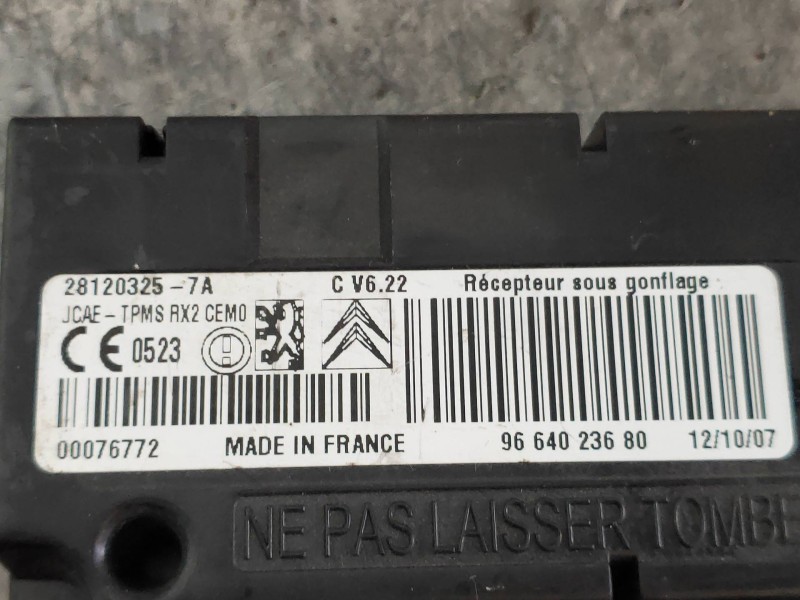 28120325-7A C V6.22 Récepteur sous gonflage
JCAE-TPMS RX2 CEM0
CE 0523
00076772 MADE IN FRANCE 96 640 236 80 12/10/07
NE PAS LAISSER TOMBE